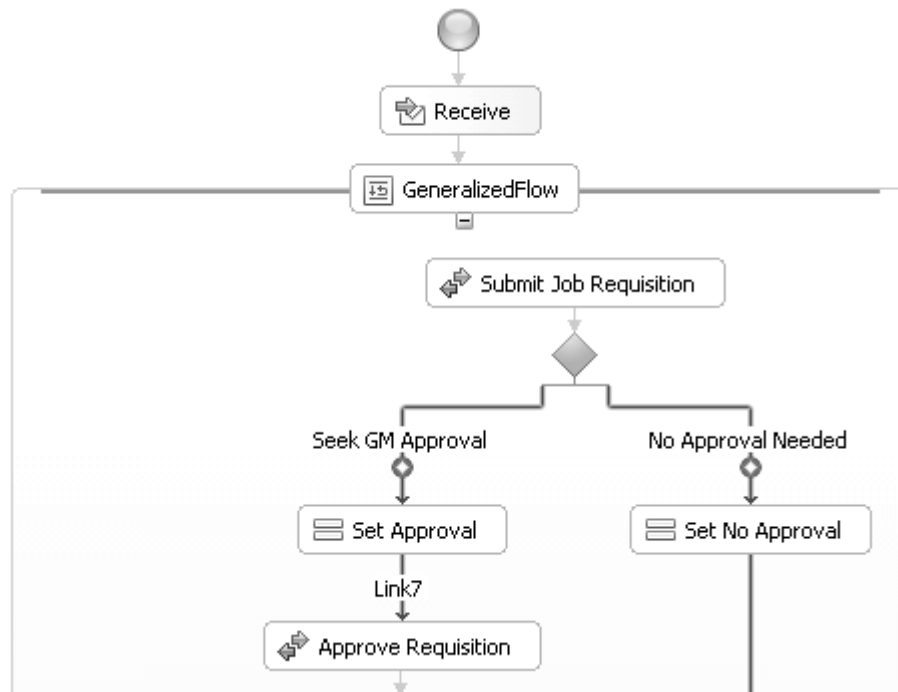 Receive
GeneralizedFlow
Submit Job Requisition
Seek GM Approval
No Approval Needed
Set Approval
Set No Approval
Link7
Approve Requisition